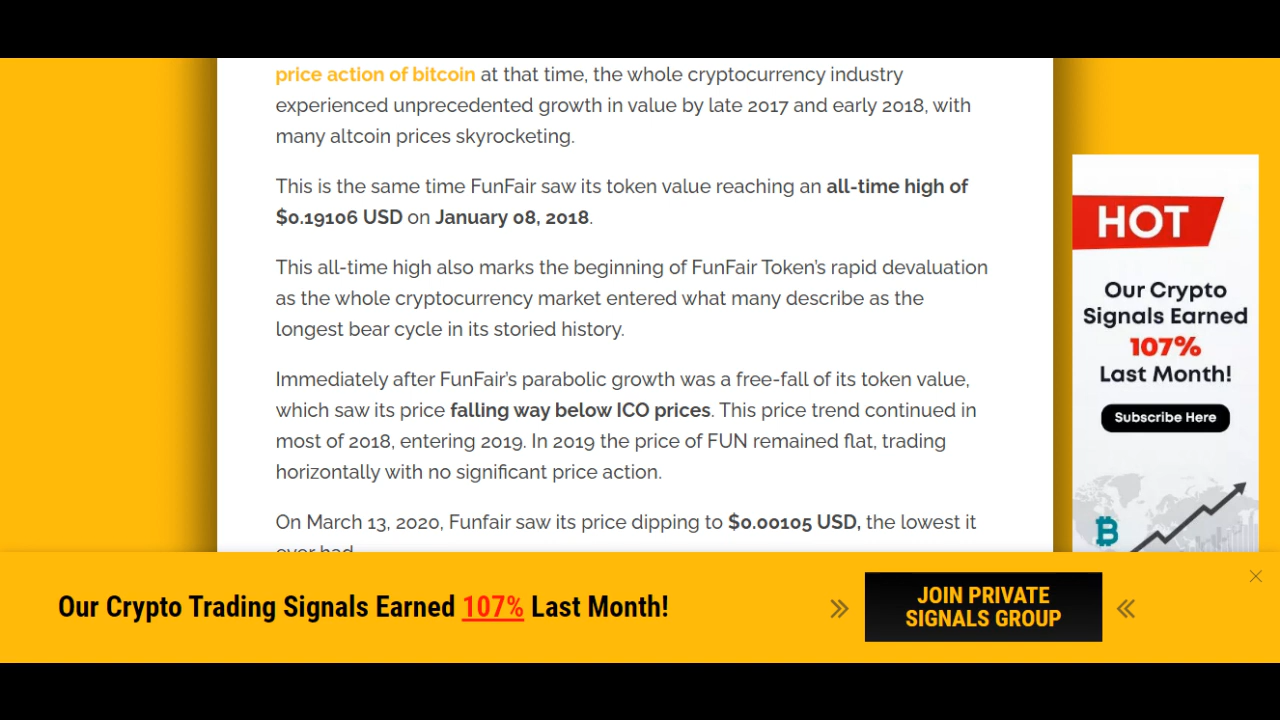 price action of bitcoin at that time, the whole cryptocurrency industry
experienced unprecedented growth in value by late 2017 and early 2018, with
many altcoin prices skyrocketing.
This is the same time FunFair saw its token value reaching an all-time high of
$0.19106 USD on January 08, 2018.
This all-time high also marks the beginning of FunFair Token’s rapid devaluation
as the whole cryptocurrency market entered what many describe as the
longest bear cycle in its storied history.
Immediately after FunFair’s parabolic growth was a free-fall of its token value,
which saw its price falling way below ICO prices. This price trend continued in
most of 2018, entering 2019. In 2019 the price of FUN remained flat, trading
horizontally with no significant price action.
On March 13, 2020, Funfair saw its price dipping to $0.00105 USD, the lowest it
ever had
HOT
Our Crypto
Signals Earned
107%
Last Month!
Subscribe Here
Our Crypto Trading Signals Earned 107% Last Month!
JOIN PRIVATE
SIGNALS GROUP